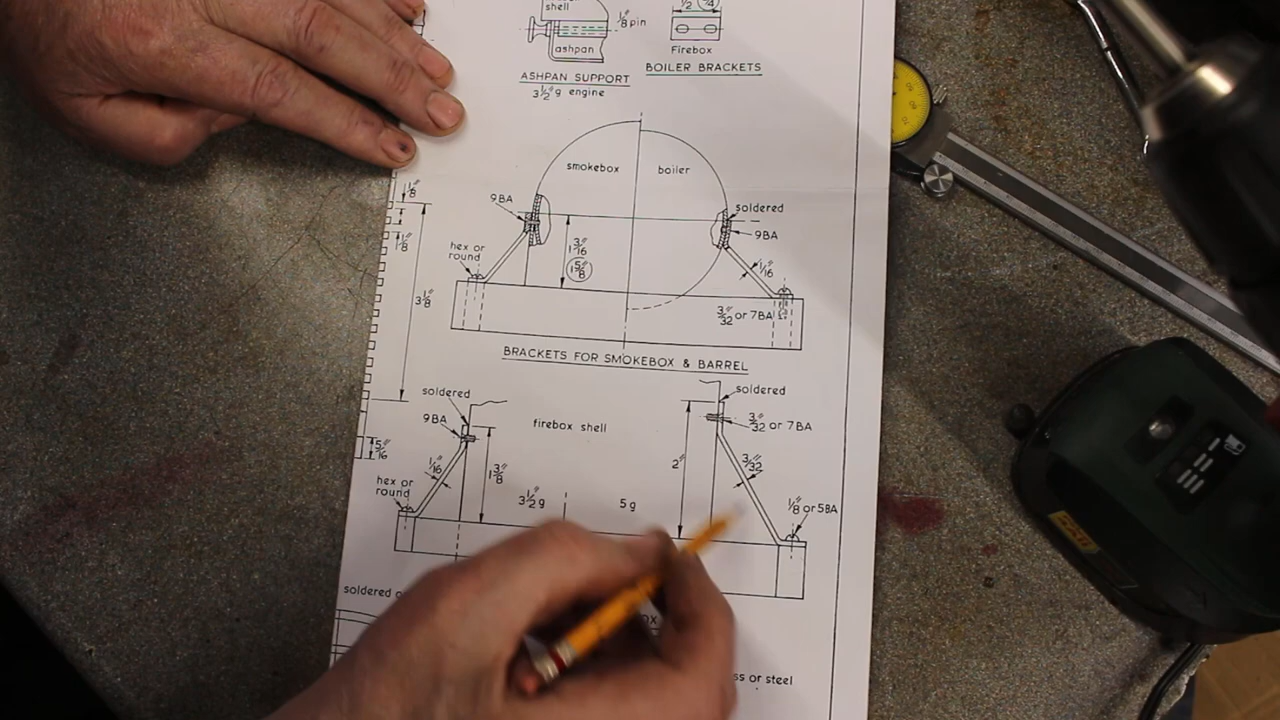 shell
1/8" pin
ashpan
ASHPAN SUPPORT
3 1/2" g engine
1/2"
3/4"
Firebox
BOILER BRACKETS
smokebox
boiler
9BA
soldered
9BA
1/8"
1/8"
3 1/8"
hex or
round
1 3/16"
1 5/8"
1/16"
3/32" or 7BA
BRACKETS FOR SMOKEBOX & BARREL
soldered
soldered
9BA
firebox shell
3/32" or 7BA
5/16"
1/16"
1 3/8"
2"
3/32"
hex or
round
3 1/2" g
5 g
1/8" or 5BA
soldered
OX
ss or steel